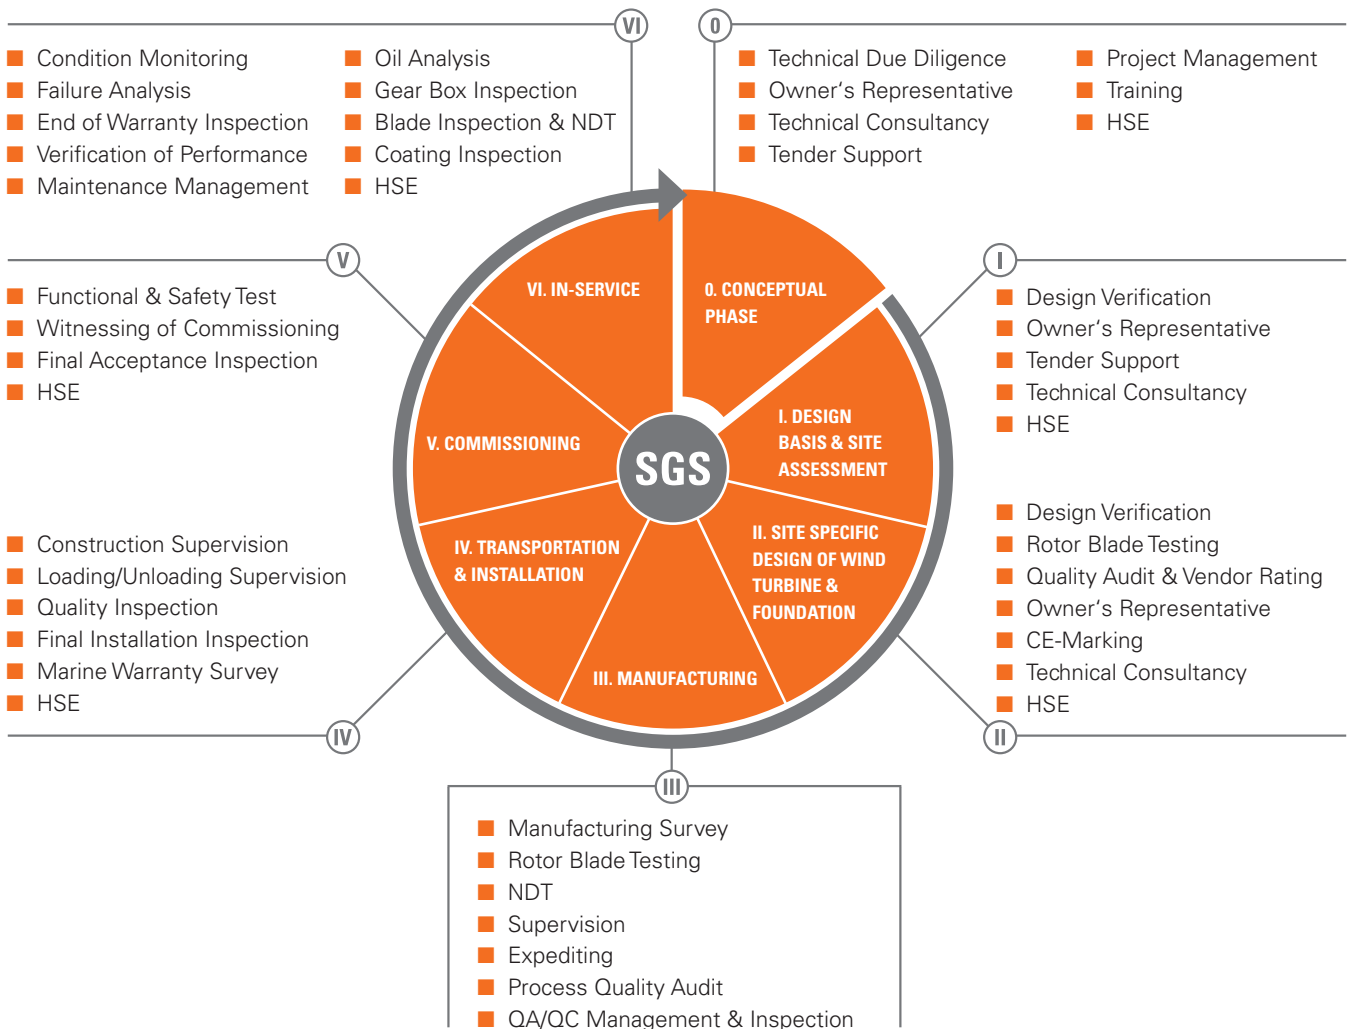 VI
Condition Monitoring
Failure Analysis
End of Warranty Inspection
Verification of Performance
Maintenance Management
Oil Analysis
Gear Box Inspection
Blade Inspection & NDT
Coating Inspection
HSE
0
Technical Due Diligence
Owner‘s Representative
Technical Consultancy
Tender Support
Project Management
Training
HSE
V
Functional & Safety Test
Witnessing of Commissioning
Final Acceptance Inspection
HSE
I
Design Verification
Owner‘s Representative
Tender Support
Technical Consultancy
HSE
VI. IN-SERVICE
0. CONCEPTUAL
PHASE
I. DESIGN
BASIS & SITE
ASSESSMENT
V. COMMISSIONING
SGS
II. SITE SPECIFIC
DESIGN OF WIND
TURBINE &
FOUNDATION
IV. TRANSPORTATION
& INSTALLATION
III. MANUFACTURING
Construction Supervision
Loading/Unloading Supervision
Quality Inspection
Final Installation Inspection
Marine Warranty Survey
HSE
IV
Design Verification
Rotor Blade Testing
Quality Audit & Vendor Rating
Owner‘s Representative
CE-Marking
Technical Consultancy
HSE
II
III
Manufacturing Survey
Rotor Blade Testing
NDT
Supervision
Expediting
Process Quality Audit
QA/QC Management & Inspection